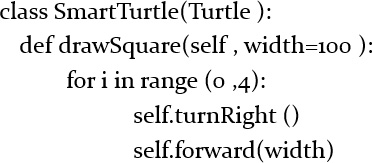 class SmartTurtle(Turtle ):
def drawSquare(self , width=100 ):
for i in range (0 ,4):
self.turnRight ()
self.forward(width)